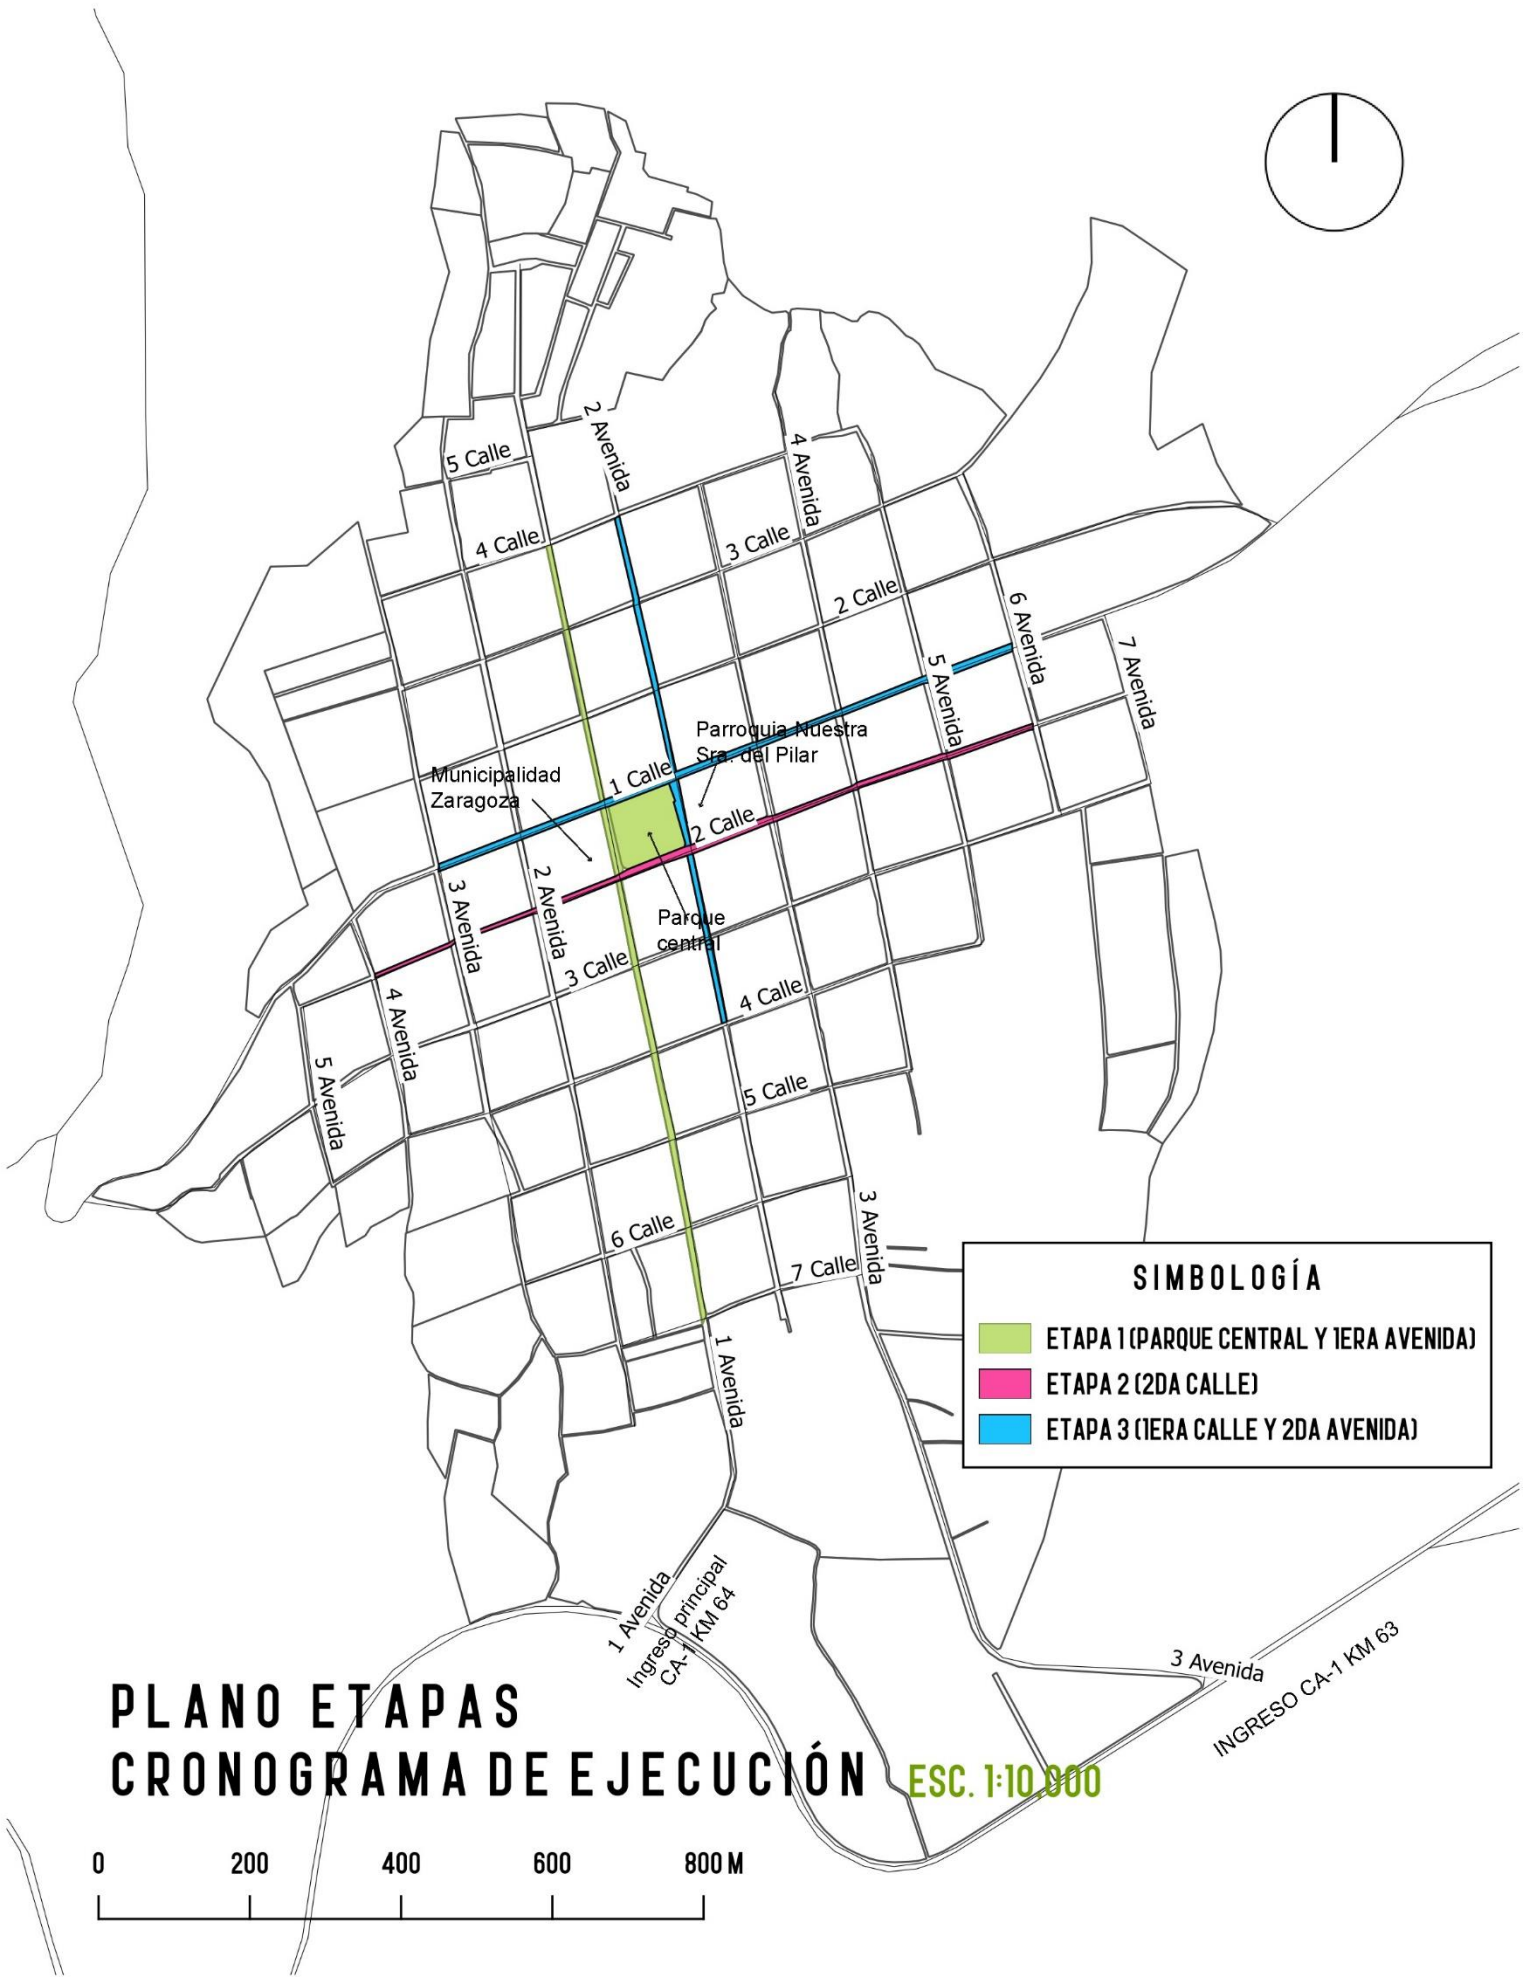 2 Avenida
4 Avenida
5 Calle
4 Calle
3 Calle
2 Calle
6 Avenida
7 Avenida
5 Avenida
Parroquia Nuestra
Sra. del Pilar
Municipalidad
Zaragoza
1 Calle
2 Calle
3 Avenida
2 Avenida
Parque
central
3 Calle
4 Avenida
4 Calle
5 Avenida
5 Calle
3 Avenida
6 Calle
7 Calle
1 Avenida
SIMBOLOGÍA
ETAPA 1 (PARQUE CENTRAL Y 1ERA AVENIDA)
ETAPA 2 (2DA CALLE)
ETAPA 3 (1ERA CALLE Y 2DA AVENIDA)
1 Avenida
Ingreso principal
CA-1 KM 64
3 Avenida
INGRESO CA-1 KM 63
PLANO ETAPAS
CRONOGRAMA DE EJECUCIÓN ESC. 1:10,000
0 200 400 600 800 M